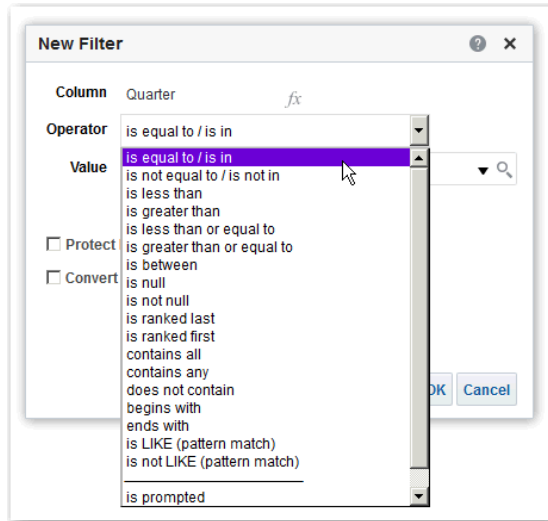 New Filter
Column Quarter fx
Operator is equal to / is in
Value
is equal to / is in
is not equal to / is not in
is less than
is greater than
is less than or equal to
is greater than or equal to
is between
is null
is not null
is ranked last
is ranked first
contains all
contains any
does not contain
begins with
ends with
is LIKE (pattern match)
is not LIKE (pattern match)
is prompted
Protect
Convert
OK Cancel